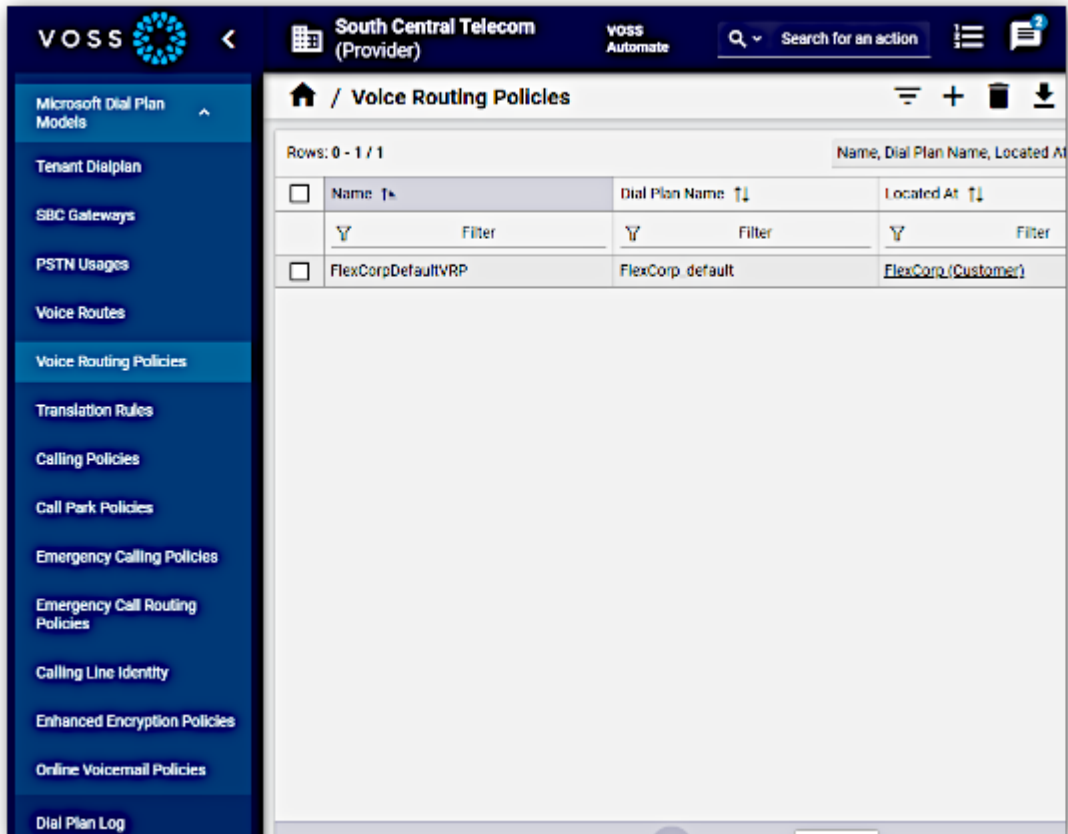 VOSS
South Central Telecom
(Provider)
VOSS
Automate
Search for an action
2
Microsoft Dial Plan
Models
Tenant Dialplan
SBC Gateways
PSTN Usages
Voice Routes
Voice Routing Policies
Translation Rules
Calling Policies
Call Park Policies
Emergency Calling Policies
Emergency Call Routing
Policies
Calling Line Identity
Enhanced Encryption Policies
Online Voicemail Policies
Dial Plan Log
/ Voice Routing Policies
Rows: 0 - 1 / 1
Name, Dial Plan Name, Located At
Name Dial Plan Name Located At
Filter Filter Filter
FlexCorpDefaultVRP FlexCorp_default FlexCorp (Customer)